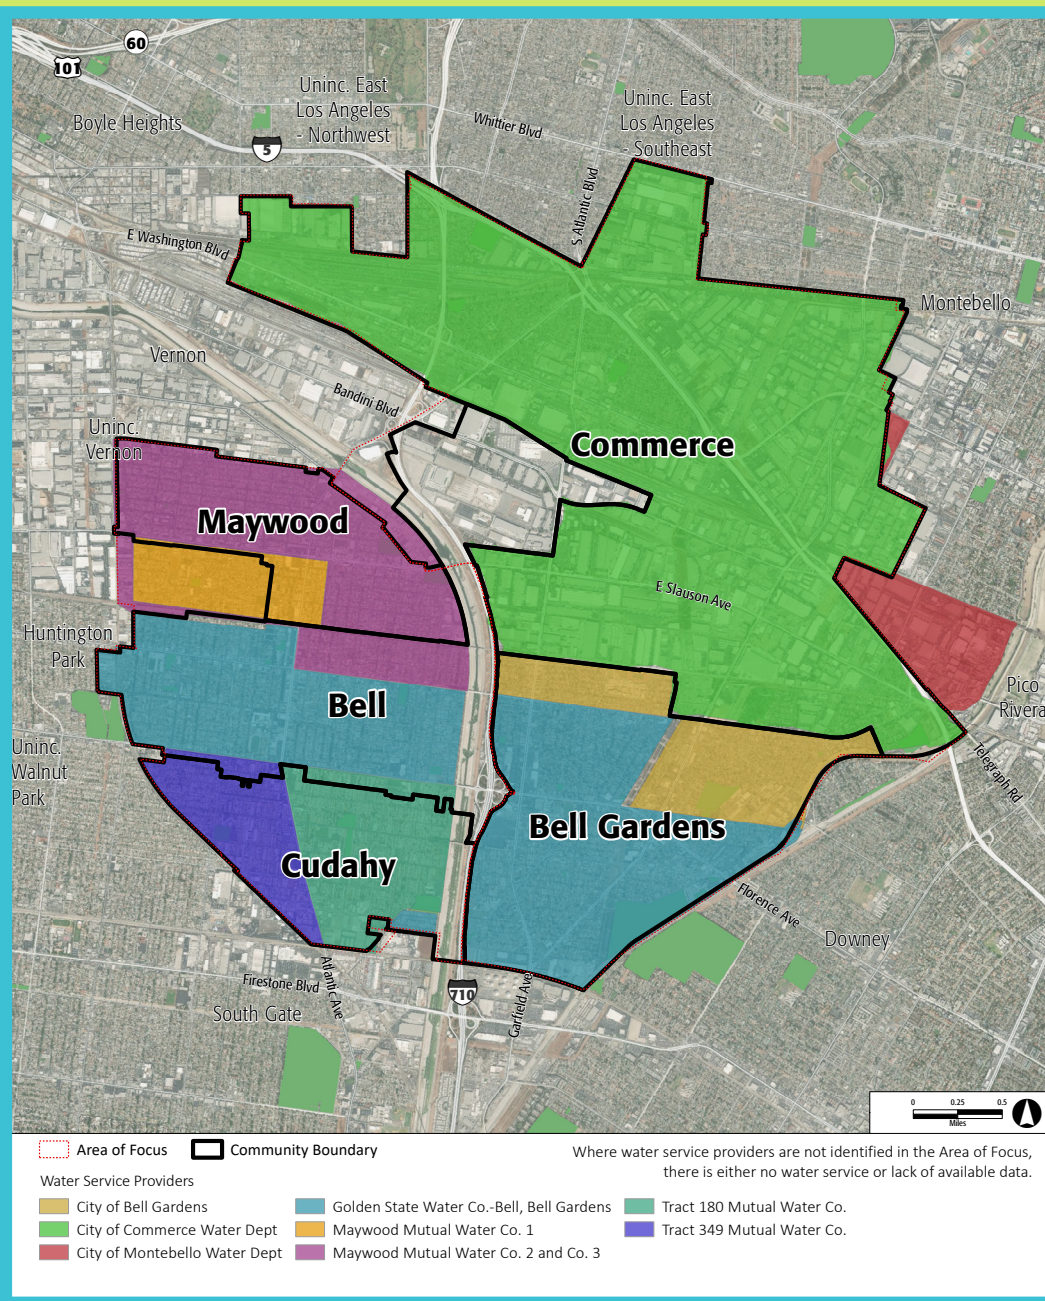 60
101
Uninc. East
Los Angeles
- Northwest
Uninc. East
Los Angeles
- Southeast
Boyle Heights
Whittier Blvd
5
S Atlantic Blvd
E Washington Blvd
Montebello
Vernon
Bandini Blvd
Uninc.
Vernon
Commerce
Maywood
E Slauson Ave
Huntington
Park
Bell
Pico
Rivera
Uninc.
Walnut
Park
Telegraph Rd
Bell Gardens
Cudahy
Florence Ave
Downey
Atlantic Ave
Firestone Blvd
710
Garfield Ave
South Gate
0 0.25 0.5
Miles
Area of Focus
Community Boundary
Where water service providers are not identified in the Area of Focus,
there is either no water service or lack of available data.
Water Service Providers
City of Bell Gardens
City of Commerce Water Dept
City of Montebello Water Dept
Golden State Water Co.-Bell, Bell Gardens
Maywood Mutual Water Co. 1
Maywood Mutual Water Co. 2 and Co. 3
Tract 180 Mutual Water Co.
Tract 349 Mutual Water Co.